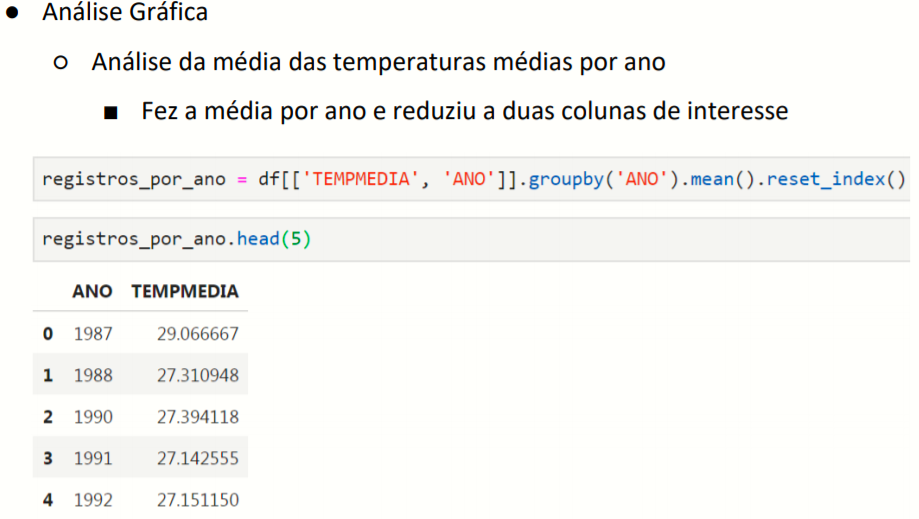 ● Análise Gráfica
○ Análise da média das temperaturas médias por ano
■ Fez a média por ano e reduziu a duas colunas de interesse
registros_por_ano = df[['TEMPMEDIA', 'ANO']].groupby('ANO').mean().reset_index()
registros_por_ano.head(5)
ANO TEMPMEDIA
0 1987 29.066667
1 1988 27.310948
2 1990 27.394118
3 1991 27.142555
4 1992 27.151150